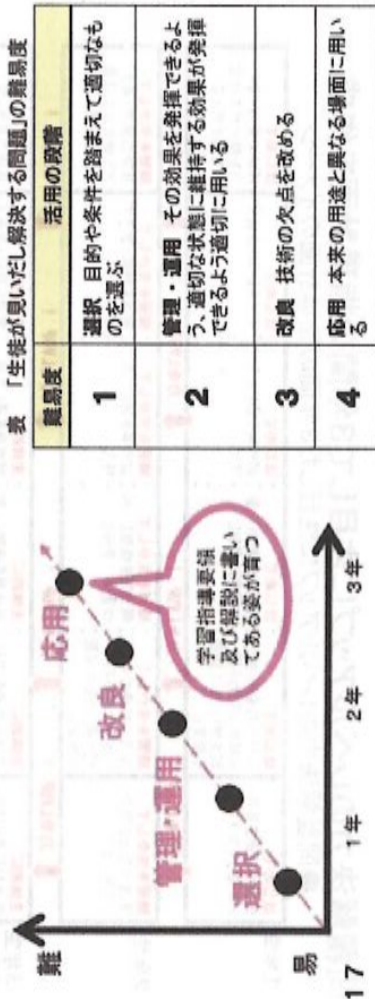 表 「生徒が見いだし解決する問題」の難易度
難易度 活用の段階
1 選択 目的や条件を踏まえて適切なも
のを選ぶ
2 管理・運用 その効果を発揮できるよ
う、適切な状態に維持する効果が発揮
できるよう適切に用いる
3 改良 技術の欠点を改める
4 応用 本来の用途と異なる場面に用い
る
難
応用
改良
管理・運用
選択
学習指導要領
及び解説に書い
てある姿が育つ
易
1年 2年 3年
17